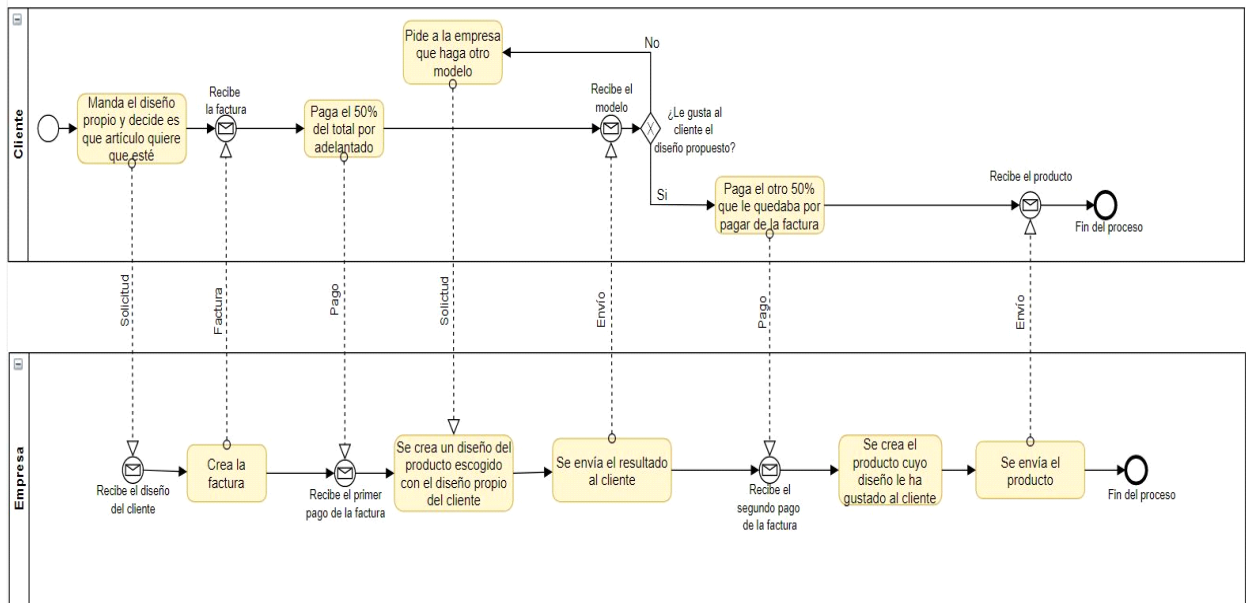 Cliente
Manda el diseño
propio y decide es
que artículo quiere
que esté
Recibe
la factura
Paga el 50%
del total por
adelantado
Pide a la empresa
que haga otro
modelo
No
Recibe el
modelo
¿Le gusta al
cliente el
diseño propuesto?
Si
Paga el otro 50%
que le quedaba por
pagar de la factura
Recibe el producto
Fin del proceso
Solicitud
Factura
Pago
Solictud
Envío
Pago
Envío
Empresa
Recibe el diseño
del cliente
Crea la
factura
Recibe el primer
pago de la factura
Se crea un diseño del
producto escogido
con el diseño propio
del cliente
Se envía el resultado
al cliente
Recibe el
segundo pago
de la factura
Se crea el
producto cuyo
diseño le ha
gustado al cliente
Se envía el
producto
Fin del proceso